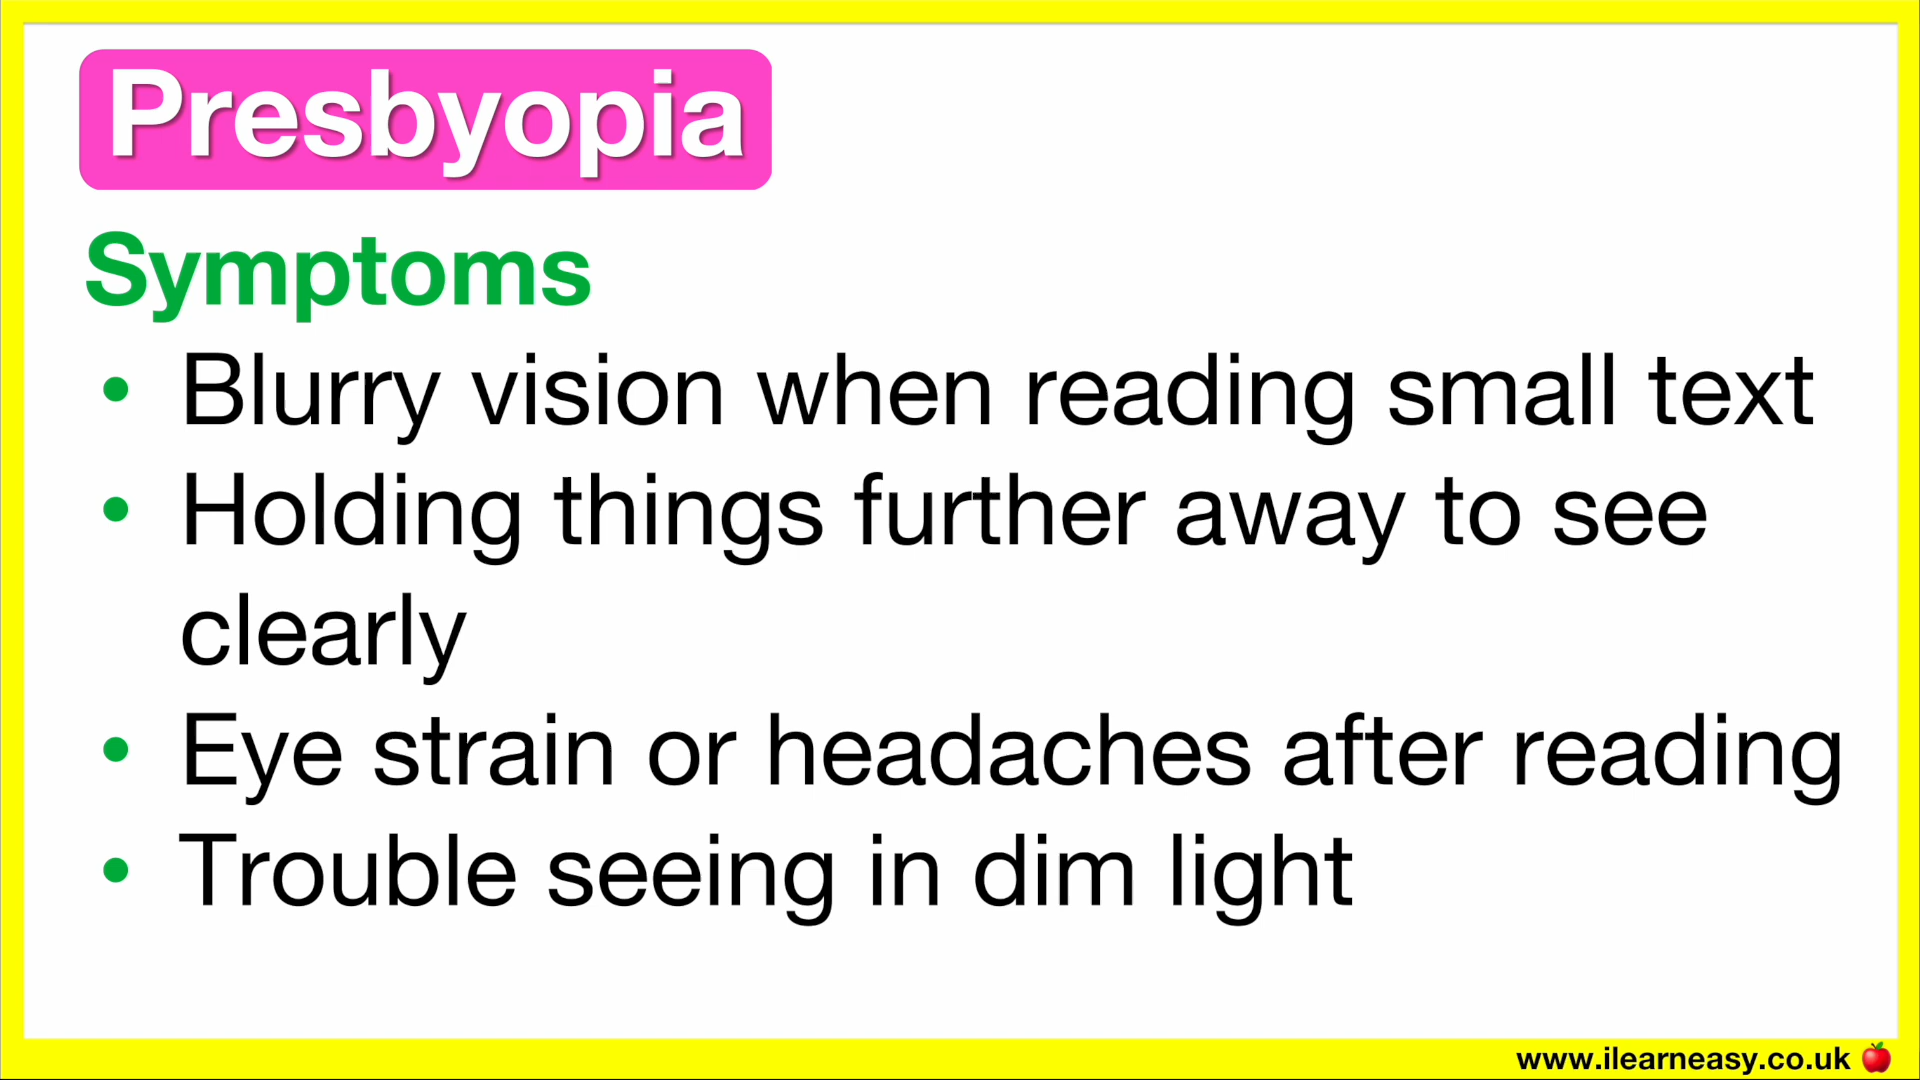 Presbyopia
Symptoms
• Blurry vision when reading small text
• Holding things further away to see
clearly
• Eye strain or headaches after reading
• Trouble seeing in dim light
www.ilearneasy.co.uk